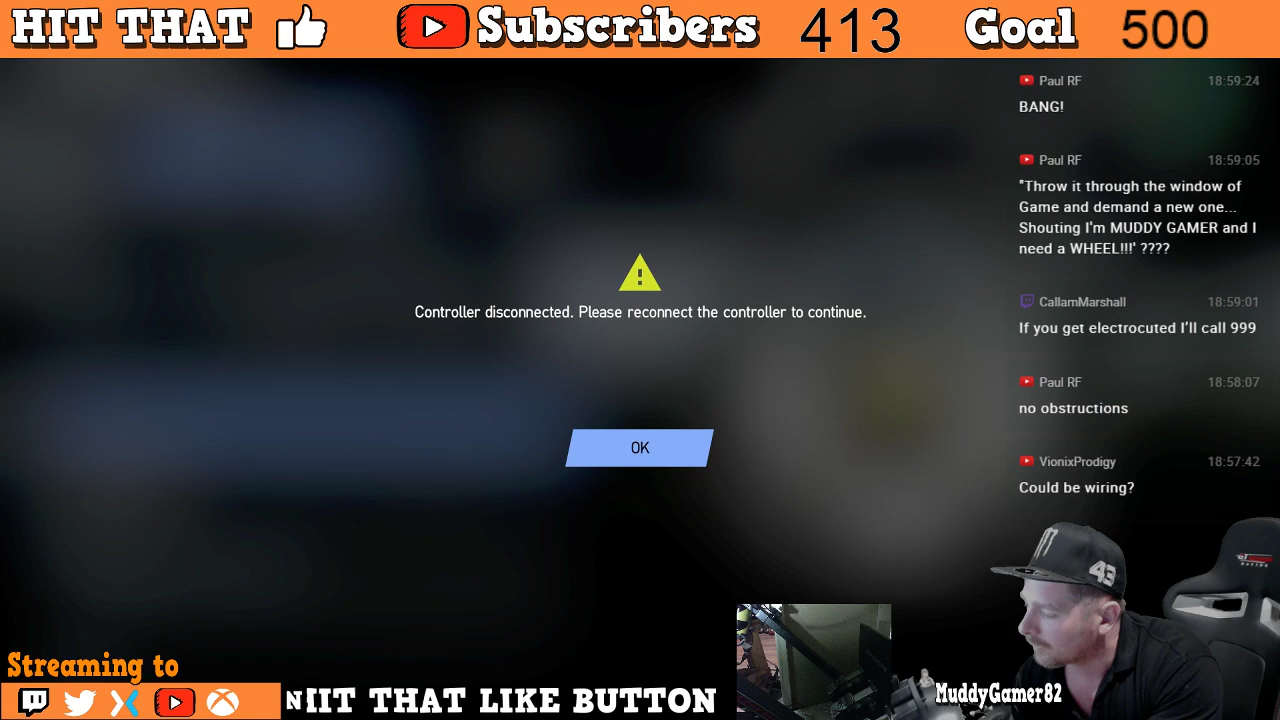 HIT THAT
Subscribers 413
Goal 500
Paul RF 18:59:24
BANG!
Paul RF 18:59:05
"Throw it through the window of
Game and demand a new one...
Shouting I'm MUDDY GAMER and I
need a WHEEL!!!' ????
CallamMarshall 18:59:01
If you get electrocuted I'll call 999
Paul RF 18:58:07
no obstructions
VionixProdigy 18:57:42
Could be wiring?
Controller disconnected. Please reconnect the controller to continue.
OK
43
GT
Streaming to
HIT THAT LIKE BUTTON
MuddyGamer82